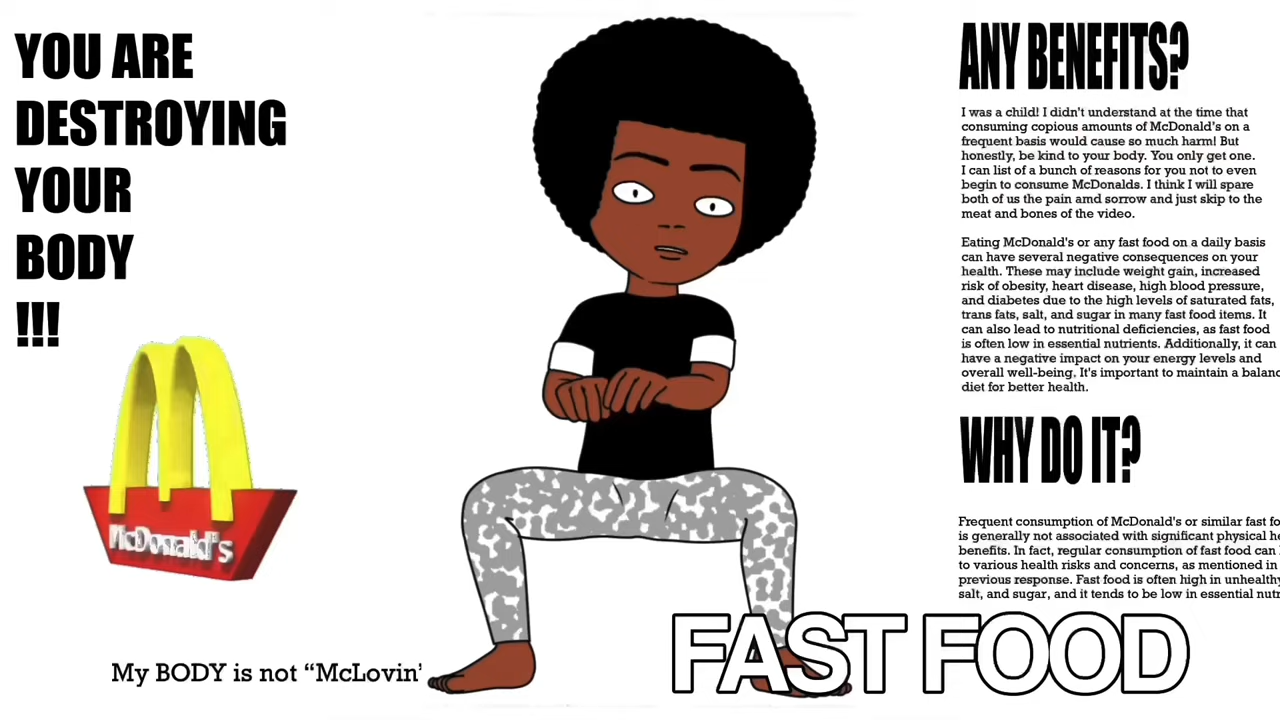 YOU ARE
DESTROYING
YOUR
BODY
!!!
McDonald's
My BODY is not “McLovin’
ANY BENEFITS?
I was a child! I didn't understand at the time that
consuming copious amounts of McDonald's on a
frequent basis would cause so much harm! But
honestly, be kind to your body. You only get one.
I can list of a bunch of reasons for you not to even
begin to consume McDonalds. I think I will spare
both of us the pain amd sorrow and just skip to the
meat and bones of the video.
Eating McDonald's or any fast food on a daily basis
can have several negative consequences on your
health. These may include weight gain, increased
risk of obesity, heart disease, high blood pressure,
and diabetes due to the high levels of saturated fats,
trans fats, salt, and sugar in many fast food items. It
can also lead to nutritional deficiencies, as fast food
is often low in essential nutrients. Additionally, it can
have a negative impact on your energy levels and
overall well-being. It's important to maintain a balanc
diet for better health.
WHY DO IT?
Frequent consumption of McDonald's or similar fast fo
is generally not associated with significant physical he
benefits. In fact, regular consumption of fast food can
to various health risks and concerns, as mentioned in
previous response. Fast food is often high in unhealthy
salt, and sugar, and it tends to be low in essential nutr
FAST FOOD